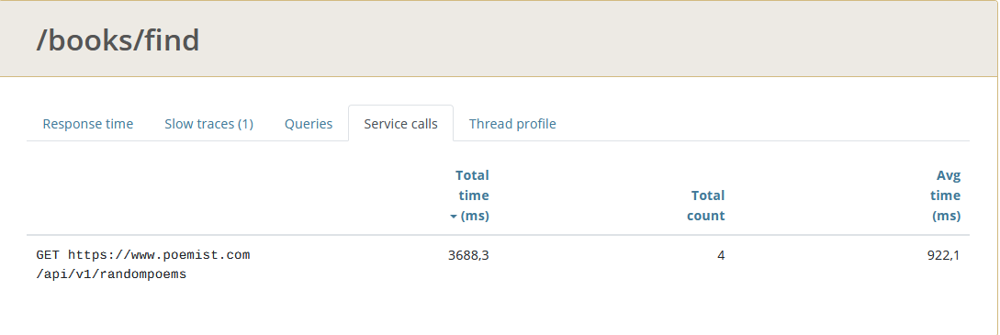 /books/find
Response time Slow traces (1) Queries Service calls Thread profile
Total time (ms) Total count Avg time (ms)
GET https://www.poemist.com 3688,3 4 922,1
/api/v1/randompoems